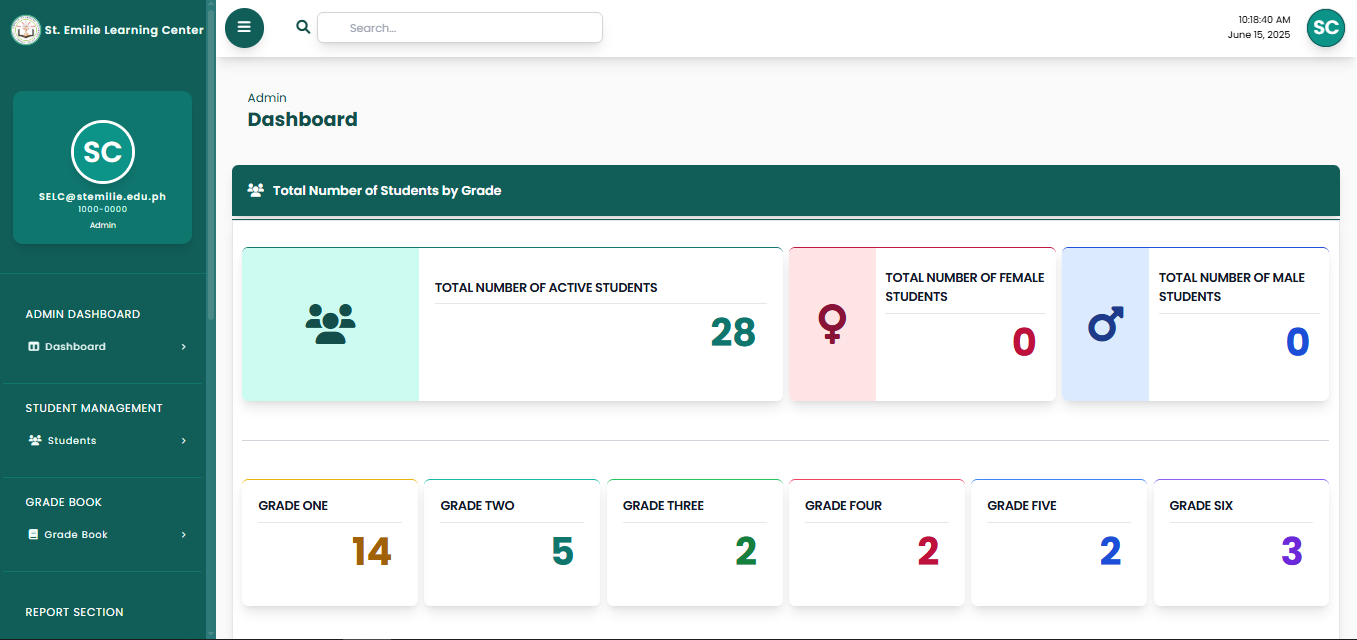 St. Emilie Learning Center
SC
SELC@stemilie.edu.ph
1000-0000
Admin
ADMIN DASHBOARD
Dashboard
STUDENT MANAGEMENT
Students
GRADE BOOK
Grade Book
REPORT SECTION
Search...
10:18:40 AM
June 15, 2025
SC
Admin
Dashboard
Total Number of Students by Grade
TOTAL NUMBER OF ACTIVE STUDENTS
28
TOTAL NUMBER OF FEMALE
STUDENTS
0
TOTAL NUMBER OF MALE
STUDENTS
0
GRADE ONE
14
GRADE TWO
5
GRADE THREE
2
GRADE FOUR
2
GRADE FIVE
2
GRADE SIX
3